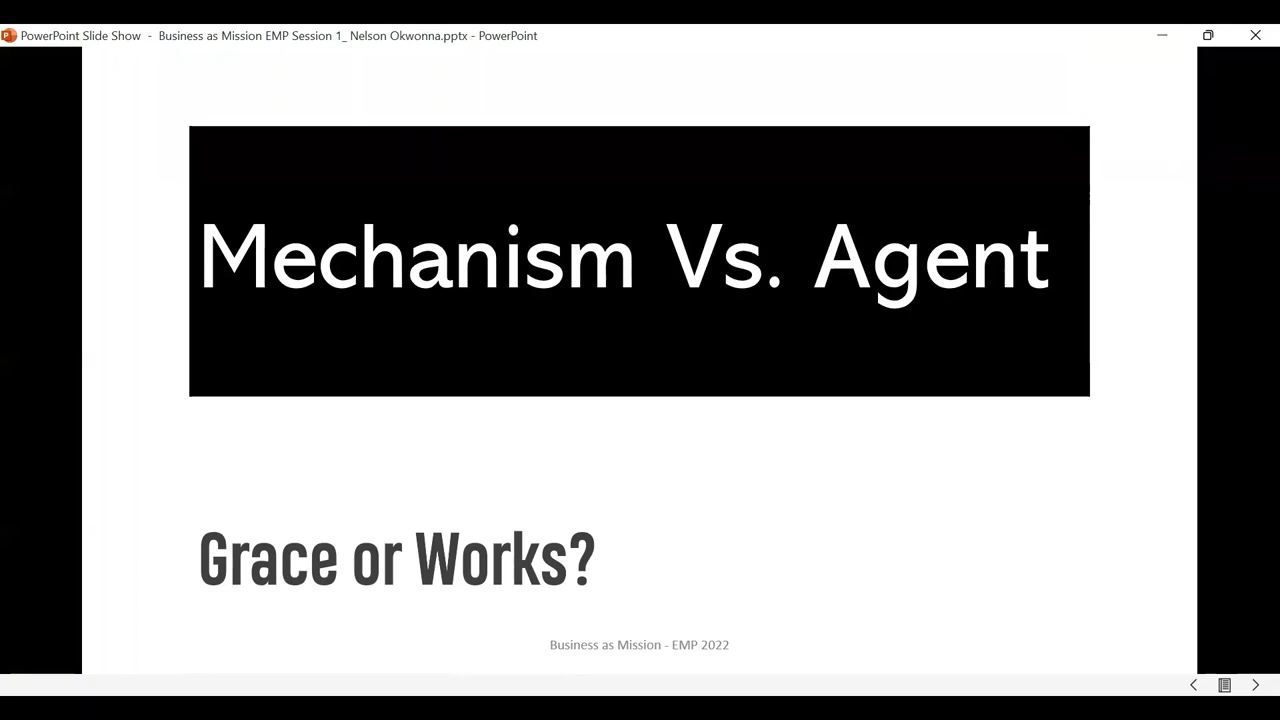 PowerPoint Slide Show - Business as Mission EMP Session 1_ Nelson Okwonna.pptx - PowerPoint
Mechanism Vs. Agent
Grace or Works?
Business as Mission - EMP 2022